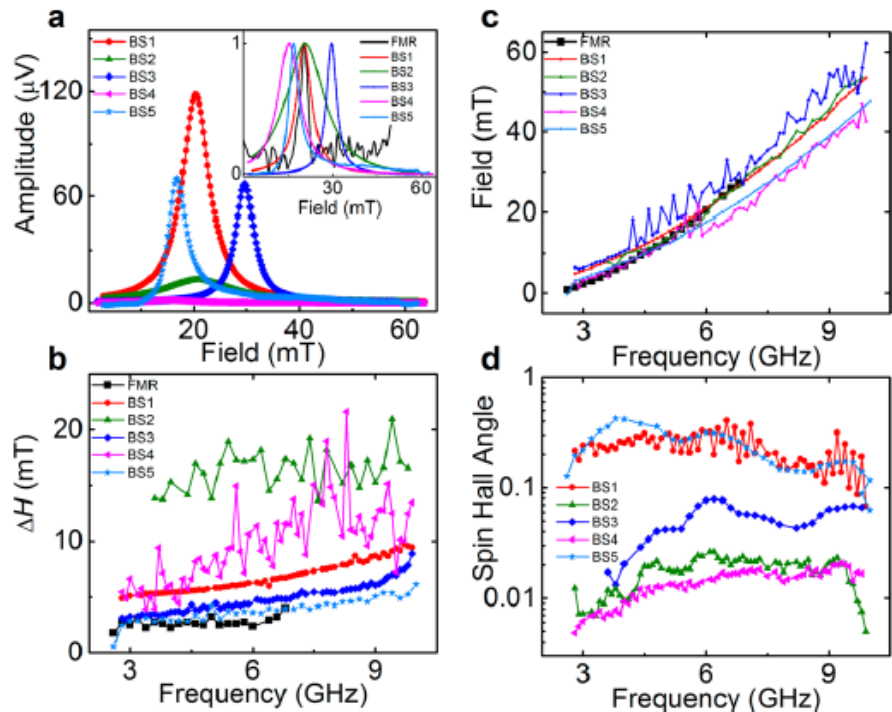 a
Amplitude (μV)
120
60
0
BS1
BS2
BS3
BS4
BS5
1
0
FMR
BS1
BS2
BS3
BS4
BS5
0 30 60
Field (mT)
20 40 60
Field (mT)
c
Field (mT)
60
40
20
0
FMR
BS1
BS2
BS3
BS4
BS5
3 6 9
Frequency (GHz)
b
ΔH (mT)
20
15
10
5
0
FMR
BS1
BS2
BS3
BS4
BS5
3 6 9
Frequency (GHz)
d
Spin Hall Angle
1
0.1
0.01
BS1
BS2
BS3
BS4
BS5
3 6 9
Frequency (GHz)